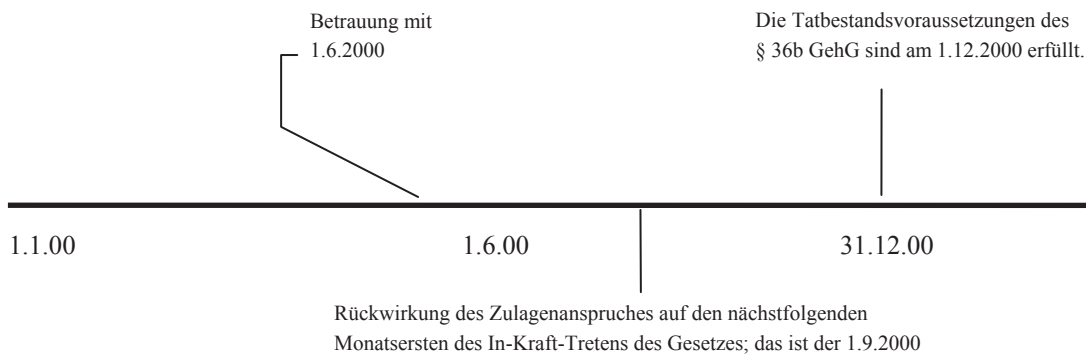 Betrauung mit
1.6.2000
Die Tatbestandsvoraussetzungen des
§ 36b GehG sind am 1.12.2000 erfüllt.
1.1.00
1.6.00
31.12.00
Rückwirkung des Zulagenanspruches auf den nächstfolgenden
Monatsersten des In-Kraft-Tretens des Gesetzes; das ist der 1.9.2000